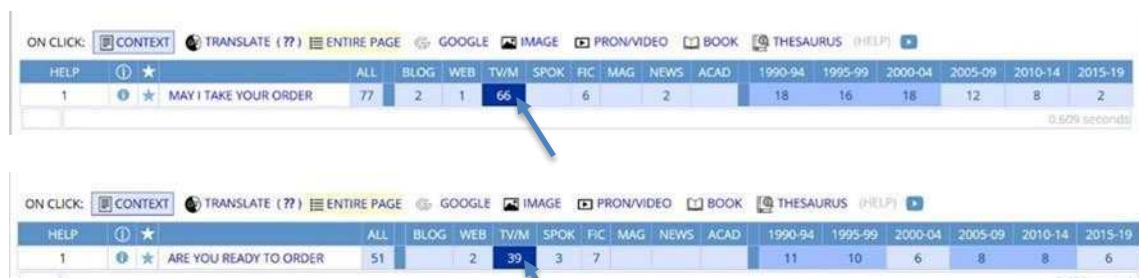 ON CLICK: CONTEXT TRANSLATE (??) ENTIRE PAGE GOOGLE IMAGE PRON/VIDEO BOOK THESAURUS (HELP)
HELP ALL BLOG WEB TV/M SPOK FIC MAG NEWS ACAD 1990-94 1995-99 2000-04 2005-09 2010-14 2015-19
1 MAY I TAKE YOUR ORDER 77 2 1 66 6 2 18 16 18 12 8 2
0.609 seconds
ON CLICK: CONTEXT TRANSLATE (??) ENTIRE PAGE GOOGLE IMAGE PRON/VIDEO BOOK THESAURUS (HELP)
HELP ALL BLOG WEB TV/M SPOK FIC MAG NEWS ACAD 1990-94 1995-99 2000-04 2005-09 2010-14 2015-19
1 ARE YOU READY TO ORDER 51 2 39 3 7 11 10 6 8 8 6